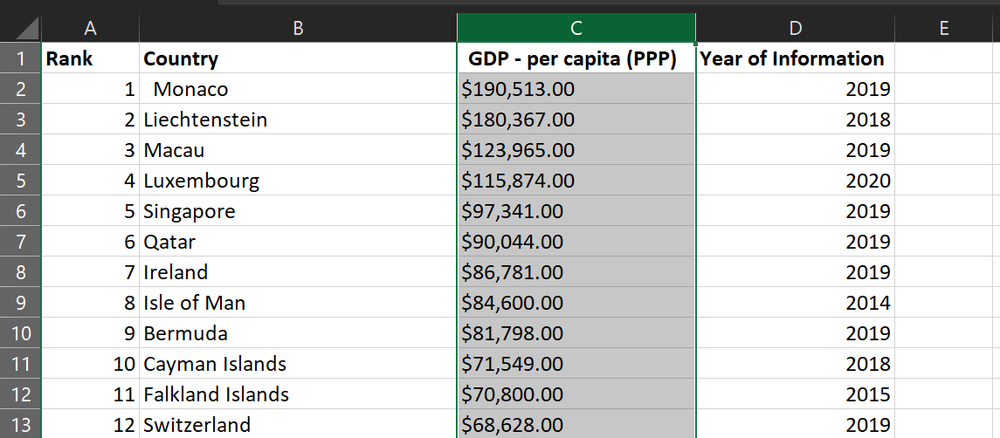 A B C D E
1 Rank Country GDP - per capita (PPP) Year of Information
2 1 Monaco $190,513.00 2019
3 2 Liechtenstein $180,367.00 2018
4 3 Macau $123,965.00 2019
5 4 Luxembourg $115,874.00 2020
6 5 Singapore $97,341.00 2019
7 6 Qatar $90,044.00 2019
8 7 Ireland $86,781.00 2019
9 8 Isle of Man $84,600.00 2014
10 9 Bermuda $81,798.00 2019
11 10 Cayman Islands $71,549.00 2018
12 11 Falkland Islands $70,800.00 2015
13 12 Switzerland $68,628.00 2019